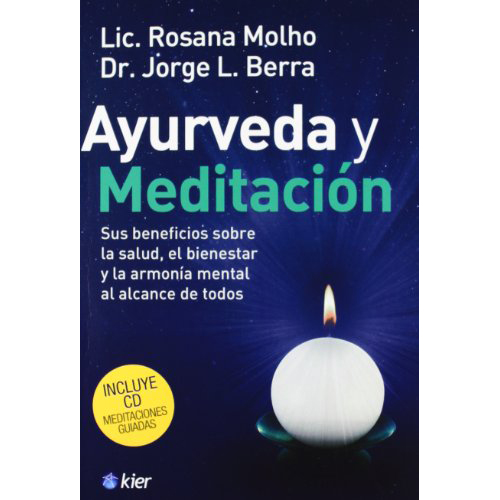 Lic. Rosana Molho
Dr. Jorge L. Berra
Ayurveda y
Meditación
Sus beneficios sobre
la salud, el bienestar
y la armonía mental
al alcance de todos
INCLUYE
CD
MEDITACIONES
GUIADAS
kier